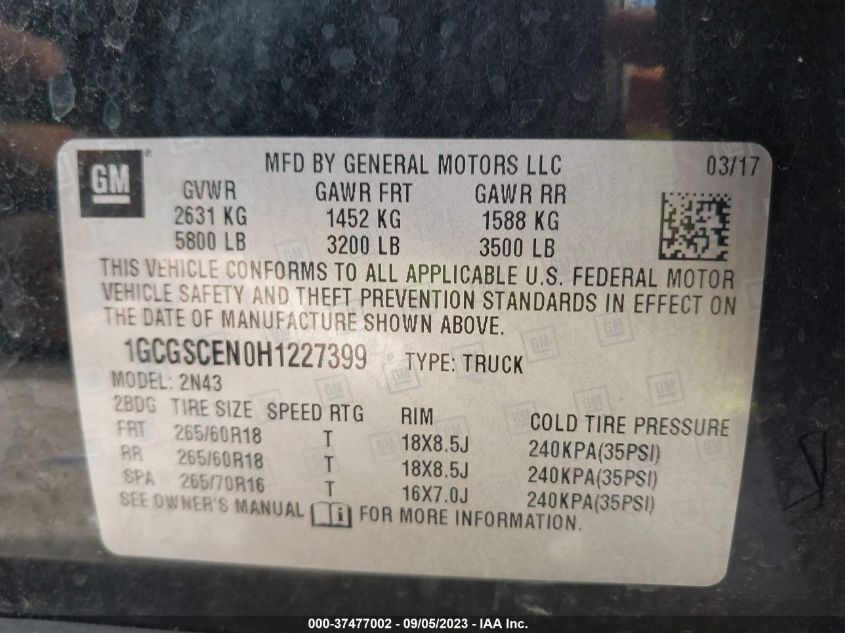 GM
MFD BY GENERAL MOTORS LLC 03/17
GVWR GAWR FRT GAWR RR
2631 KG 1452 KG 1588 KG
5800 LB 3200 LB 3500 LB
THIS VEHICLE CONFORMS TO ALL APPLICABLE U.S. FEDERAL MOTOR
VEHICLE SAFETY AND THEFT PREVENTION STANDARDS IN EFFECT ON
THE DATE OF MANUFACTURE SHOWN ABOVE.
1GCGSCEN0H1227399 TYPE: TRUCK
MODEL: 2N43
2BDG TIRE SIZE SPEED RTG RIM COLD TIRE PRESSURE
FRT 265/60R18 T 18X8.5J 240KPA(35PSI)
RR 265/60R18 T 18X8.5J 240KPA(35PSI)
SPA 265/70R16 T 16X7.0J 240KPA(35PSI)
SEE OWNER'S MANUAL FOR MORE INFORMATION.
000-37477002 - 09/05/2023 - IAA Inc.